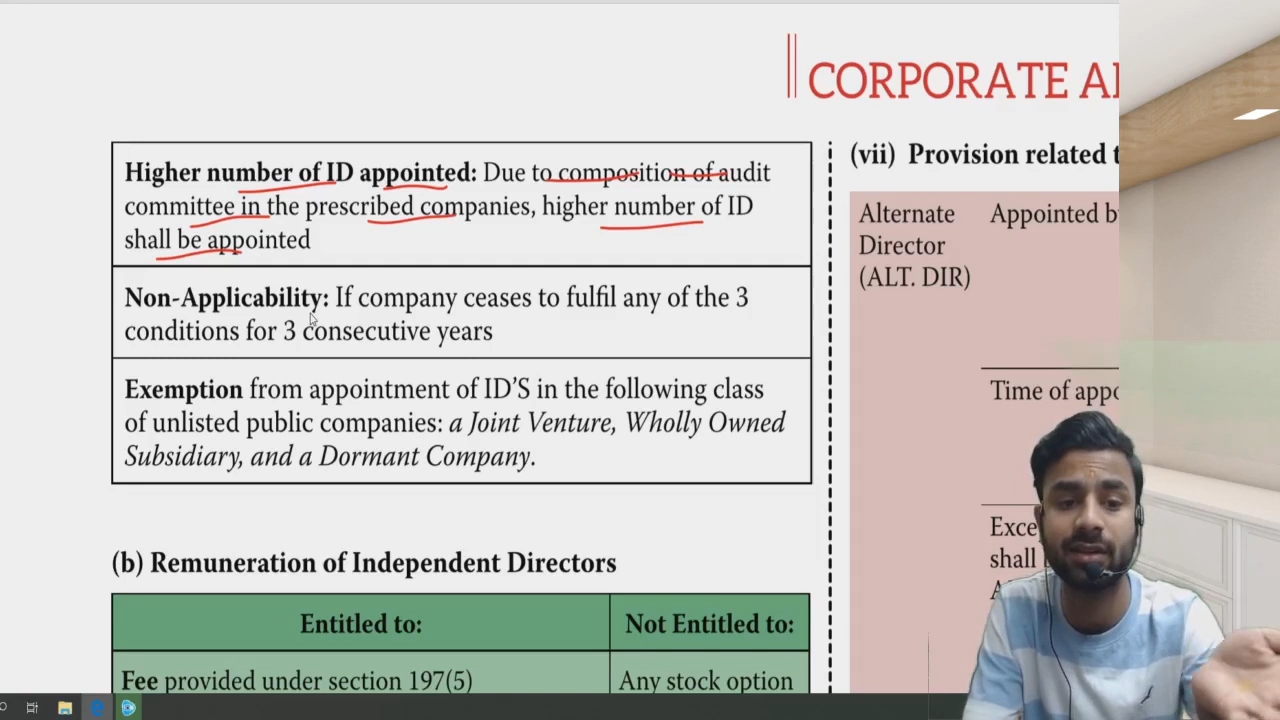 CORPORATE A
Higher number of ID appointed: Due to composition of audit
committee in the prescribed companies, higher number of ID
shall be appointed
Non-Applicability: If company ceases to fulfil any of the 3
conditions for 3 consecutive years
Exemption from appointment of ID'S in the following class
of unlisted public companies: a Joint Venture, Wholly Owned
Subsidiary, and a Dormant Company.
(b) Remuneration of Independent Directors
Entitled to: Not Entitled to:
Fee provided under section 197(5) Any stock option
(vii) Provision related
Alternate
Director
(ALT. DIR)
Appointed
Time of
shall